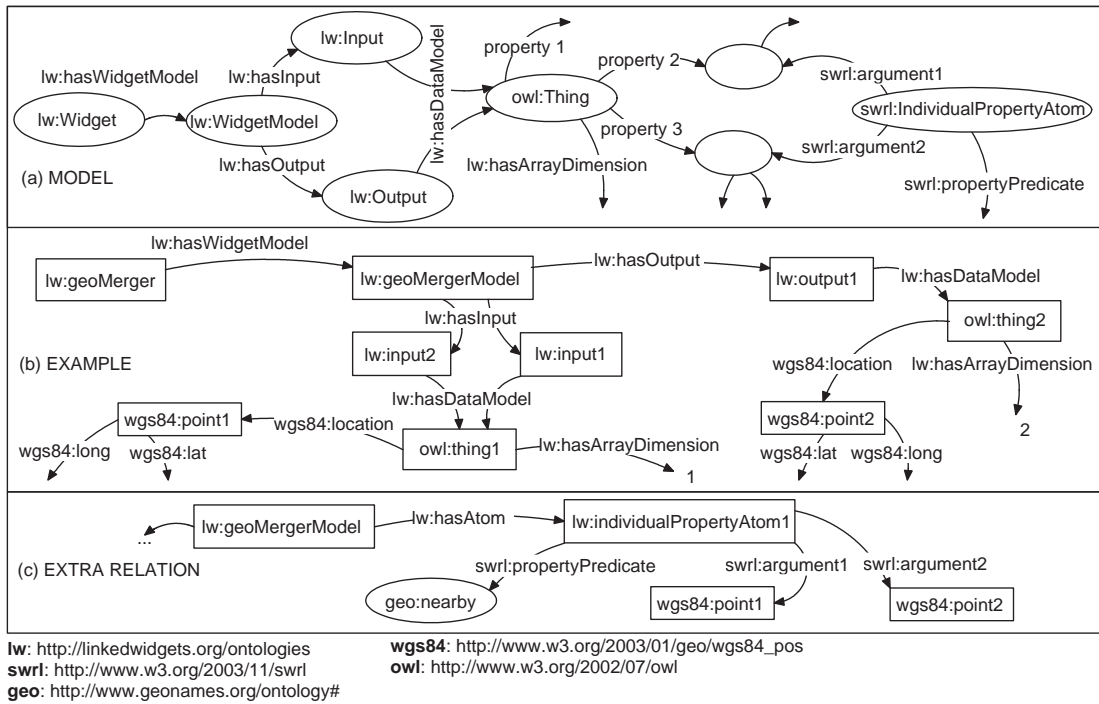 lw:Input
property 1
lw:hasWidgetModel
lw:hasInput
lw:hasDataModel
property 2
swrl:argument1
lw:Widget
lw:WidgetModel
owl:Thing
swrl:IndividualPropertyAtom
property 3
lw:hasOutput
lw:hasArrayDimension
swrl:argument2
(a) MODEL
lw:Output
swrl:propertyPredicate
lw:hasWidgetModel
lw:geoMerger
lw:geoMergerModel
lw:hasOutput
lw:output1
lw:hasDataModel
lw:hasInput
owl:thing2
lw:input2
lw:input1
(b) EXAMPLE
wgs84:location
lw:hasArrayDimension
lw:hasDataModel
wgs84:point1
wgs84:location
wgs84:point2
2
owl:thing1
lw:hasArrayDimension
wgs84:long
wgs84:lat
wgs84:lat
wgs84:long
1
...
lw:geoMergerModel
lw:hasAtom
lw:individualPropertyAtom1
(c) EXTRA RELATION
swrl:propertyPredicate
swrl:argument1
swrl:argument2
geo:nearby
wgs84:point1
wgs84:point2
lw: http://linkedwidgets.org/ontologies
wgs84: http://www.w3.org/2003/01/geo/wgs84_pos
swrl: http://www.w3.org/2003/11/swrl
owl: http://www.w3.org/2002/07/owl
geo: http://www.geonames.org/ontology#